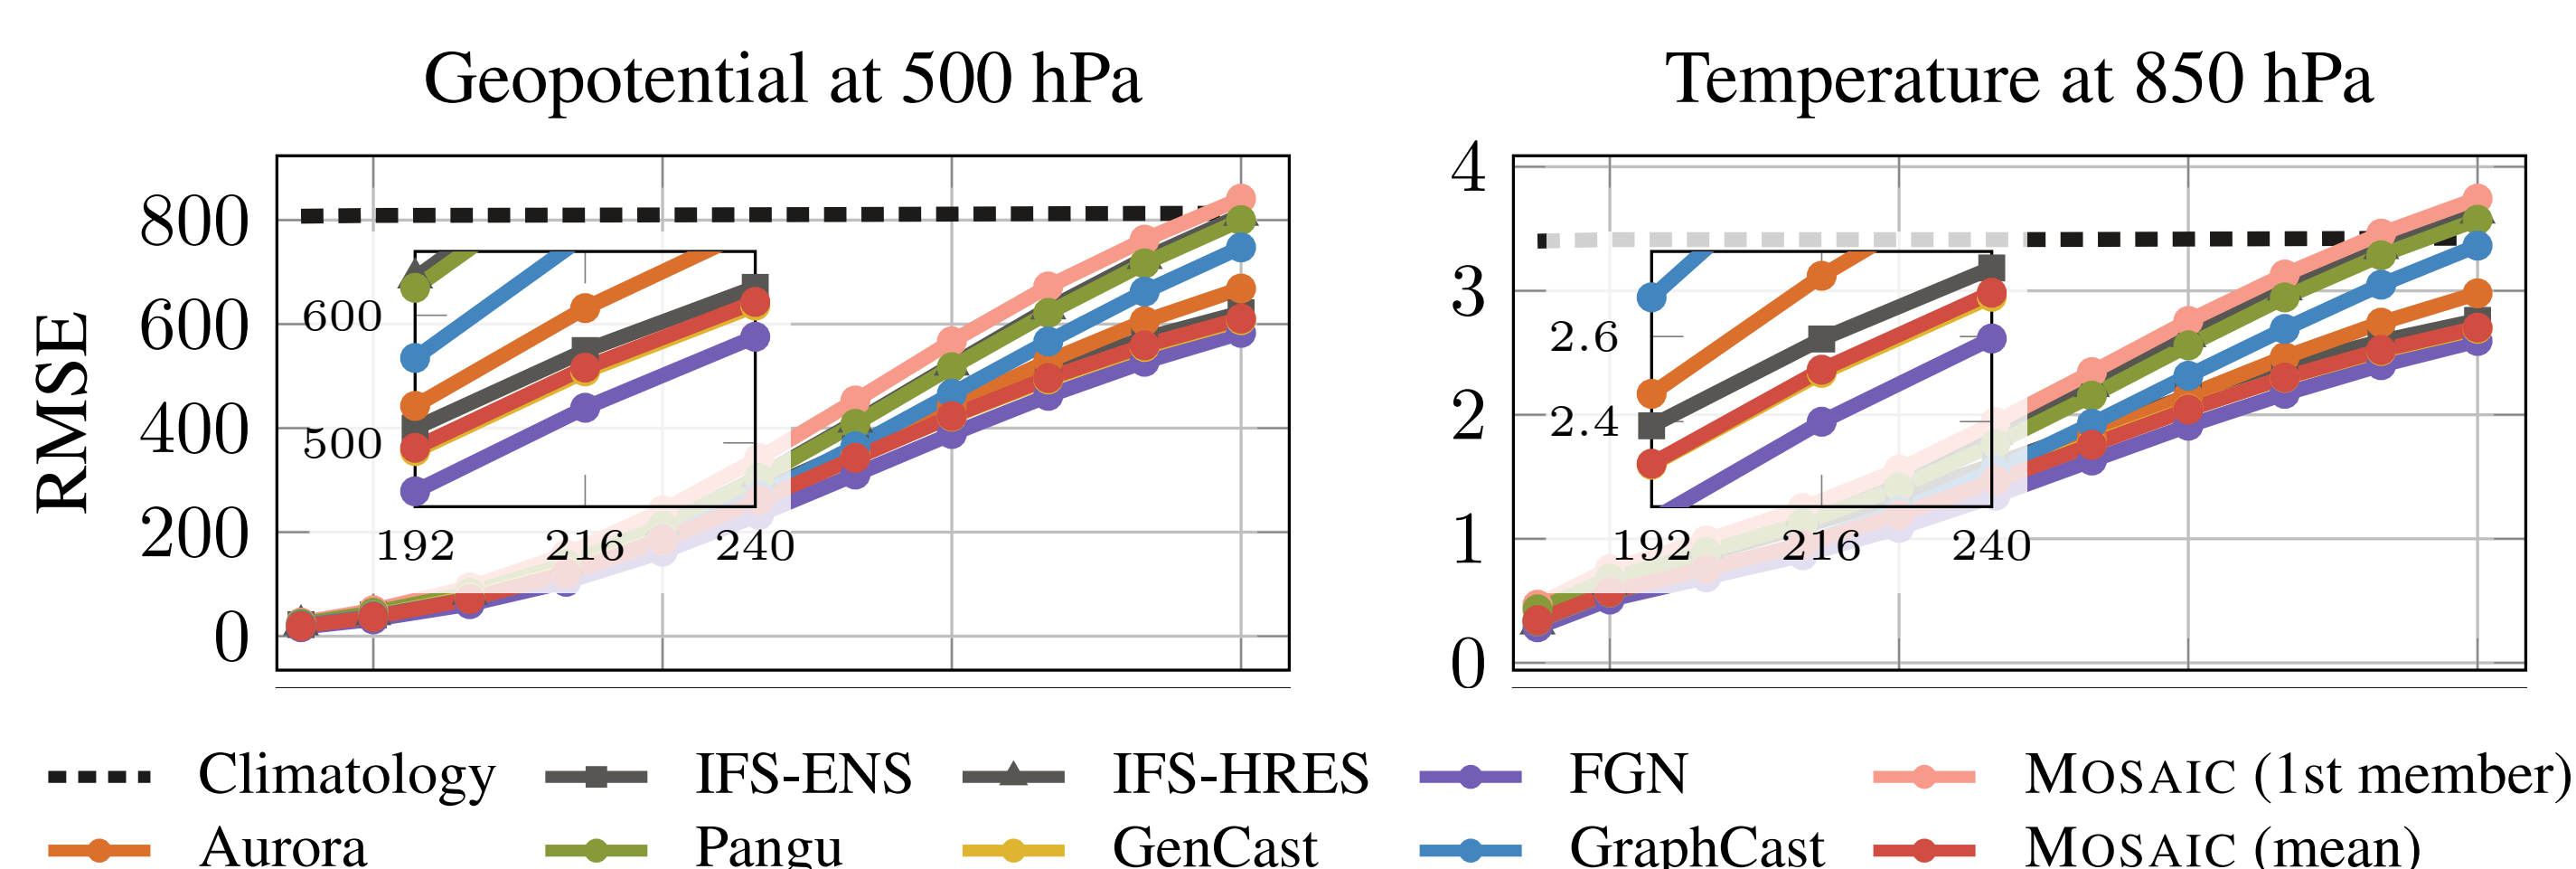 Geopotential at 500 hPa
Temperature at 850 hPa
RMSE
800
600
400
200
0
600
500
192 216 240
4
3
2
1
0
2.6
2.4
192 216 240
Climatology IFS-ENS IFS-HRES FGN MOSAIC (1st member)
Aurora Pangu GenCast GraphCast MOSAIC (mean)